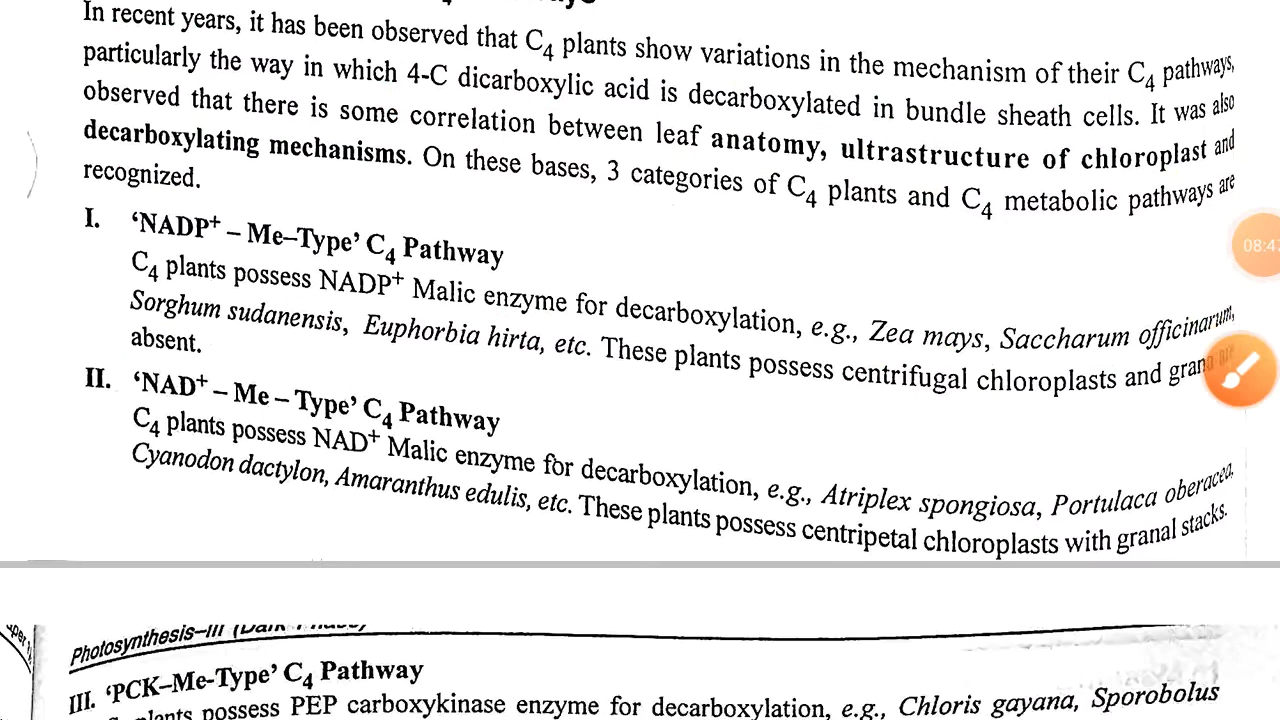 In recent years, it has been observed that C₄ plants show variations in the mechanism of their C₄ pathways,
particularly the way in which 4-C dicarboxylic acid is decarboxylated in bundle sheath cells. It was also
observed that there is some correlation between leaf anatomy, ultrastructure of chloroplast and
decarboxylating mechanisms. On these bases, 3 categories of C₄ plants and C₄ metabolic pathways are
recognized.
I. ‘NADP⁺ – Me–Type’ C₄ Pathway
C₄ plants possess NADP⁺ Malic enzyme for decarboxylation, e.g., Zea mays, Saccharum officinarum,
Sorghum sudanensis, Euphorbia hirta, etc. These plants possess centrifugal chloroplasts and grana are
absent.
II. ‘NAD⁺ – Me – Type’ C₄ Pathway
C₄ plants possess NAD⁺ Malic enzyme for decarboxylation, e.g., Atriplex spongiosa, Portulaca oberacea,
Cyanodon dactylon, Amaranthus edulis, etc. These plants possess centripetal chloroplasts with granal stacks.
Photosynthesis–III (Dark Phase)
III. ‘PCK–Me-Type’ C₄ Pathway
plants possess PEP carboxykinase enzyme for decarboxylation, e.g., Chloris gayana, Sporobolus